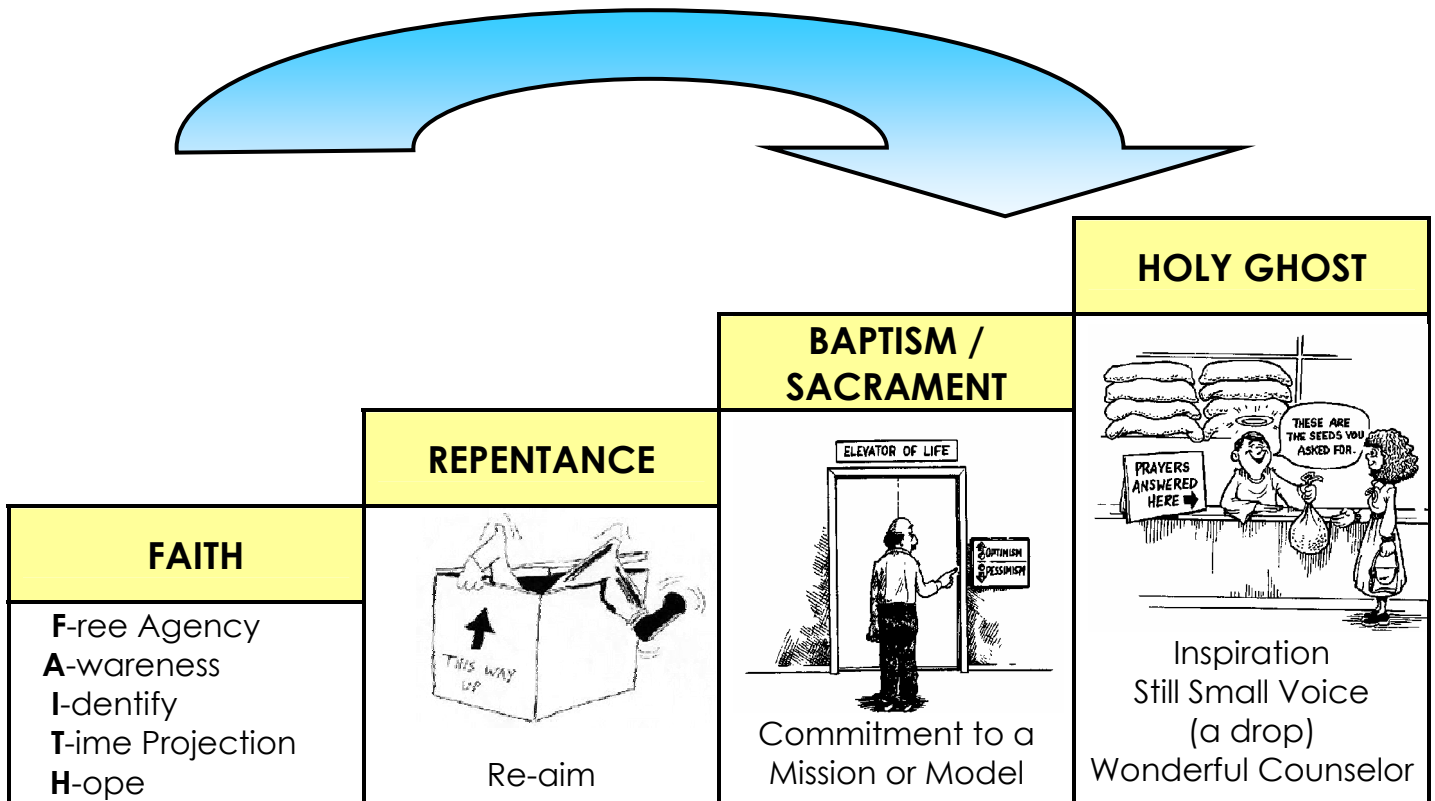 FAITH
F-ree Agency
A-wareness
I-dentify
T-ime Projection
H-ope
REPENTANCE
THIS WAY
UP
Re-aim
BAPTISM /
SACRAMENT
ELEVATOR OF LIFE
OPTIMISM
PESSIMISM
Commitment to a
Mission or Model
HOLY GHOST
THESE ARE
THE SEEDS YOU
ASKED FOR.
PRAYERS
ANSWERED
HERE
Inspiration
Still Small Voice
(a drop)
Wonderful Counselor